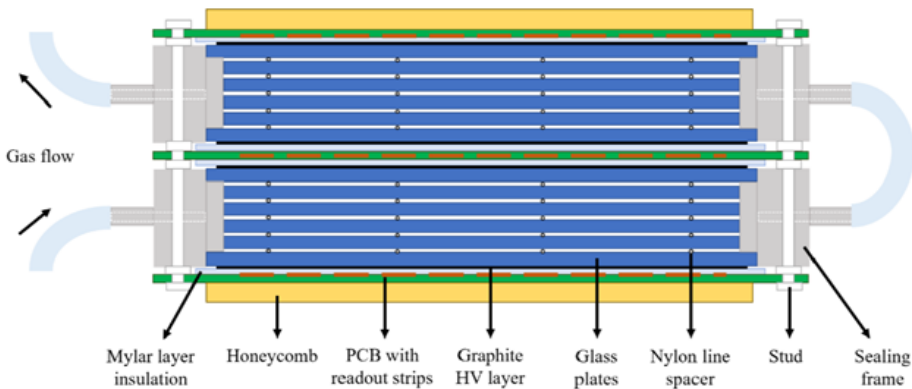 Gas flow
Mylar layer
insulation
Honeycomb
PCB with
readout strips
Graphite
HV layer
Glass
plates
Nylon line
spacer
Stud
Sealing
frame